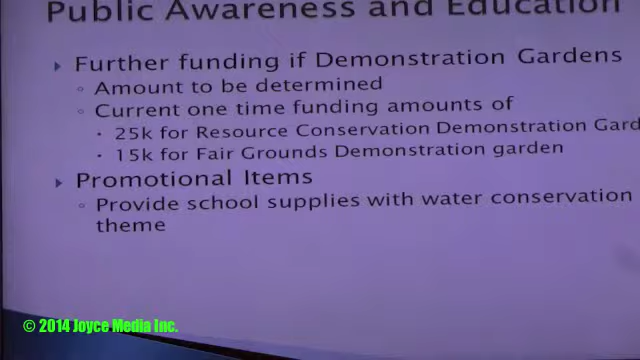 Public Awareness and Education
Further funding if Demonstration Gardens
Amount to be determined
Current one time funding amounts of
25k for Resource Conservation Demonstration Gard
15k for Fair Grounds Demonstration garden
Promotional Items
Provide school supplies with water conservation
theme
© 2014 Joyce Media Inc.